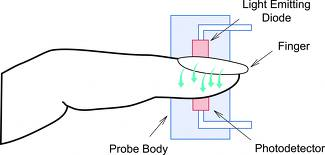 Light Emitting
Diode
Finger
Probe Body
Photodetector